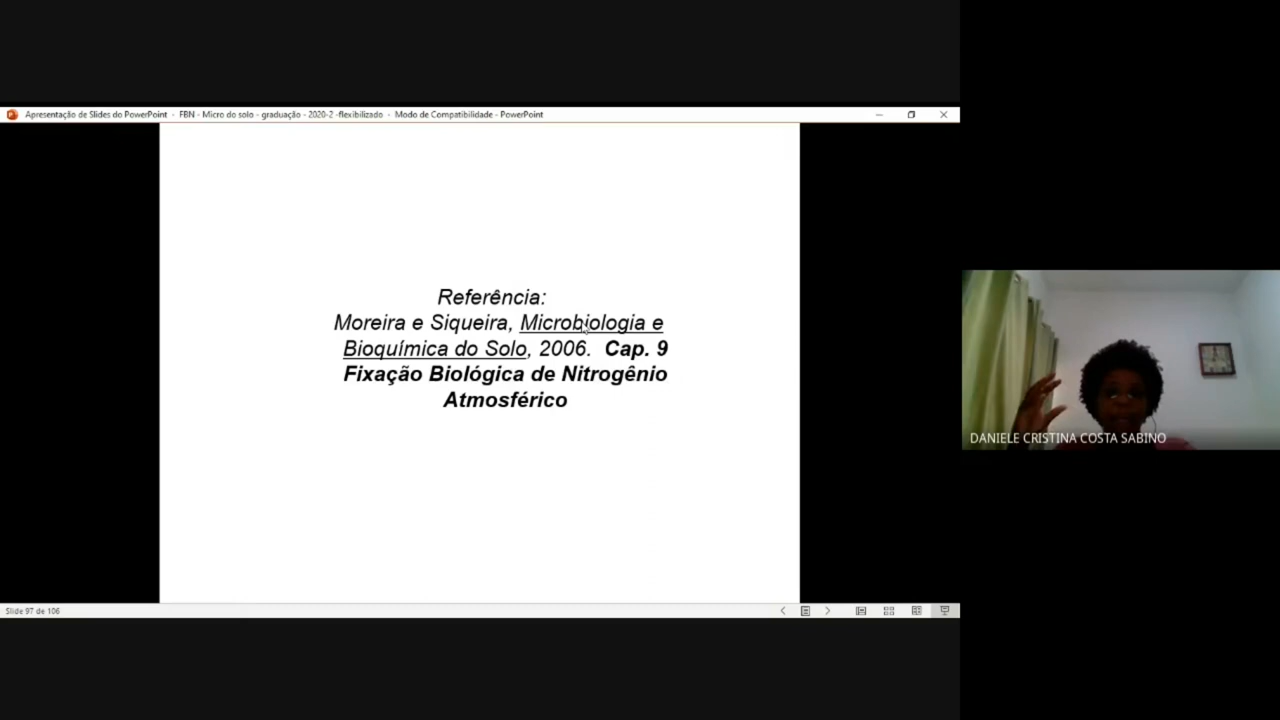 Apresentação de Slides do PowerPoint - FBN - Micro do solo - graduação - 2020-2 -flexibilizado - Modo de Compatibilidade - PowerPoint
Referência:
Moreira e Siqueira, Microbiologia e
Bioquímica do Solo, 2006. Cap. 9
Fixação Biológica de Nitrogênio
Atmosférico
DANIELE CRISTINA COSTA SABINO
Slide 97 de 106